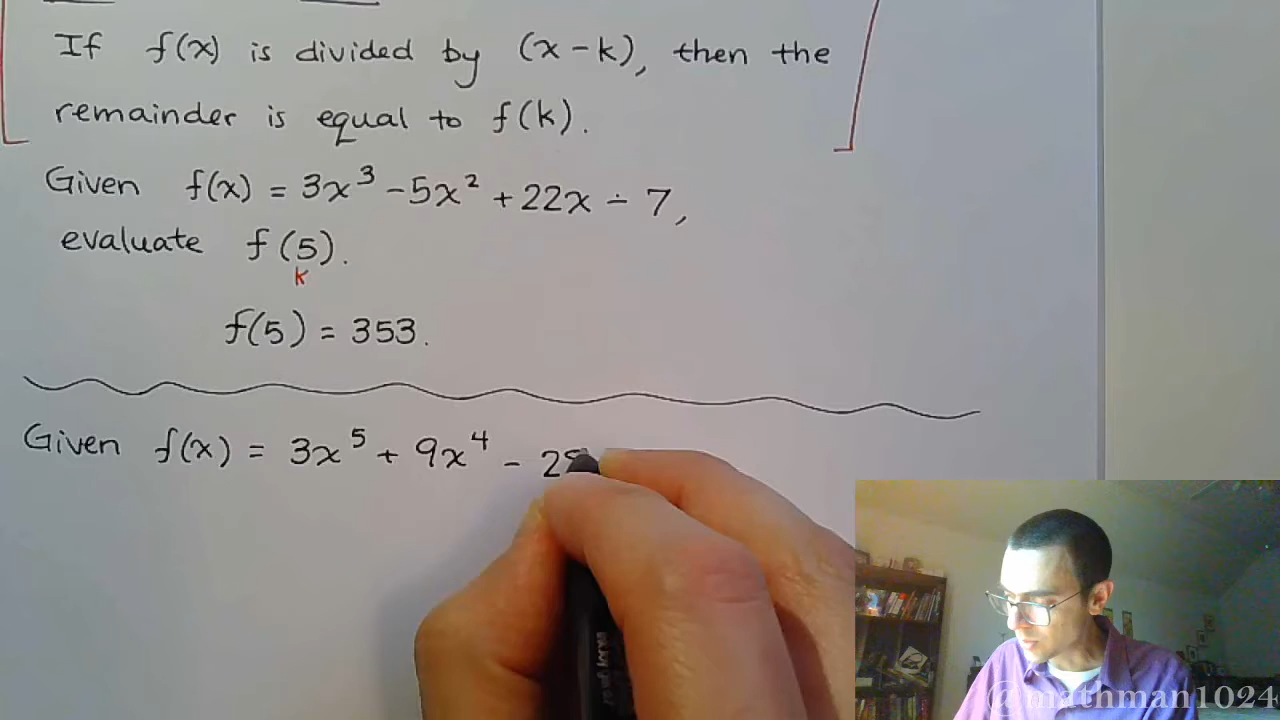 If f(x) is divided by (x - k), then the
remainder is equal to f(k).
Given f(x) = 3x³ - 5x² + 22x - 7,
evaluate f(5).
k
f(5) = 353.
Given f(x) = 3x⁵ + 9x⁴ - 2
@mathman1024